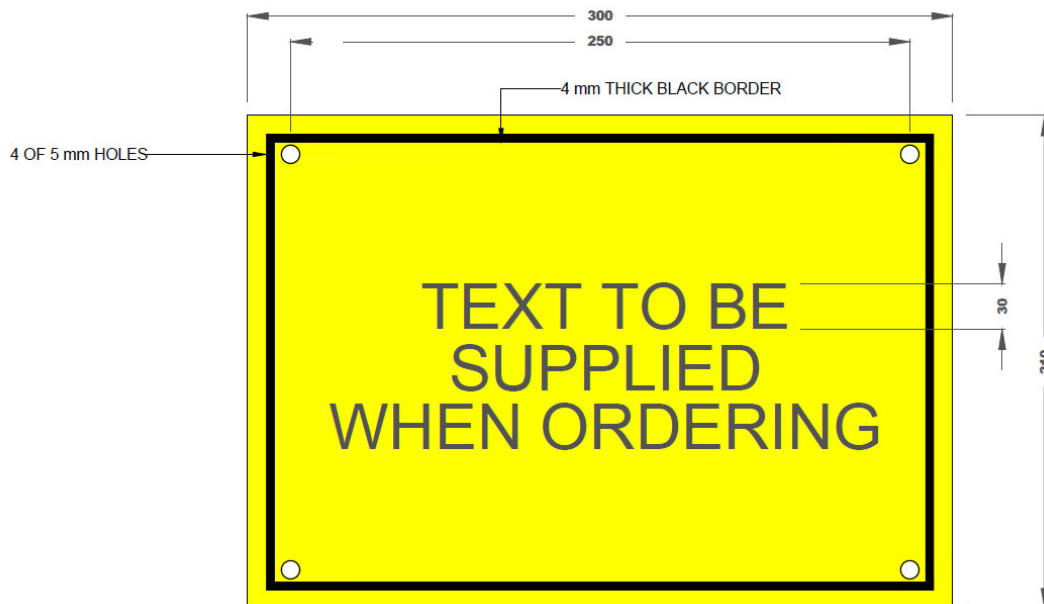 300
250
4 mm THICK BLACK BORDER
4 OF 5 mm HOLES
30
TEXT TO BE
SUPPLIED
WHEN ORDERING